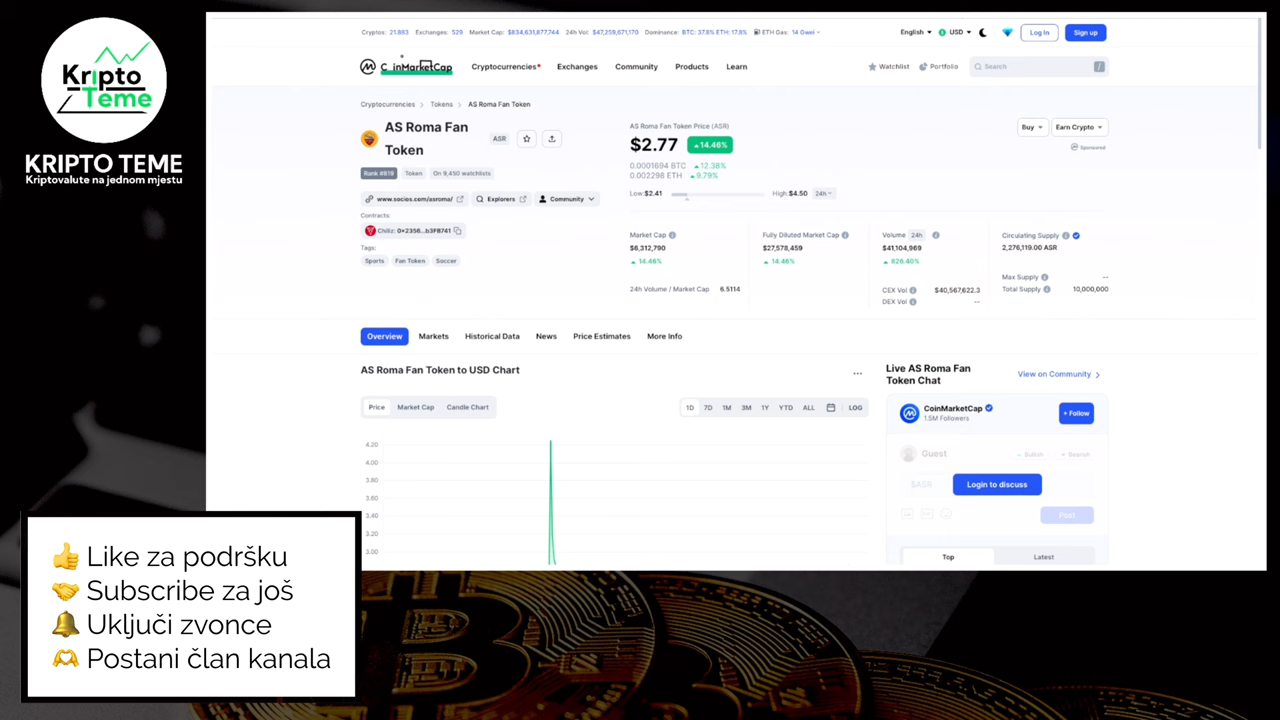 Kripto
Teme
KRIPTO TEME
Kriptovalute na jednom mjestu
Cryptos: 21.883 Exchanges: 529 Market Cap: $834,631,877,744 24h Vol: $47,259,671,170 Dominance: BTC: 37.8% ETH: 17.8% ETH Gas: 14 Gwei
English USD Log In Sign up
CoinMarketCap Cryptocurrencies Exchanges Community Products Learn Watchlist Portfolio Search /
Cryptocurrencies > Tokens > AS Roma Fan Token
AS Roma Fan
Token
ASR
Rank #819 Token On 9,450 watchlists
www.socios.com/asroma/ Explorers Community
Contracts:
Chiliz: 0x2356...b3FB741
Tags:
Sports Fan Token Soccer
AS Roma Fan Token Price (ASR)
$2.77 14.46%
0.0001694 BTC 12.38%
0.002298 ETH 9.79%
Low: $2.41 High: $4.50 24h
Buy Earn Crypto
Sponsored
Market Cap
$6,312,790
14.46%
24h Volume / Market Cap 6.5114
Fully Diluted Market Cap
$27,578,459
14.46%
Volume 24h
$41,104,969
826.40%
CEX Vol $40,567,622.3
DEX Vol --
Circulating Supply
2,276,119.00 ASR
Max Supply --
Total Supply 10,000,000
Overview Markets Historical Data News Price Estimates More Info
AS Roma Fan Token to USD Chart
...
Price Market Cap Candle Chart
1D 7D 1M 3M 1Y YTD ALL LOG
4.20
4.00
3.80
3.60
3.40
3.20
3.00
Live AS Roma Fan
Token Chat
View on Community >
CoinMarketCap
1.5M Followers
+ Follow
Guest Bullish Bearish
$ASR
Login to discuss
GIF
Post
Top Latest
👍 Like za podršku
🤝 Subscribe za još
🔔 Uključi zvonce
🫶 Postani član kanala